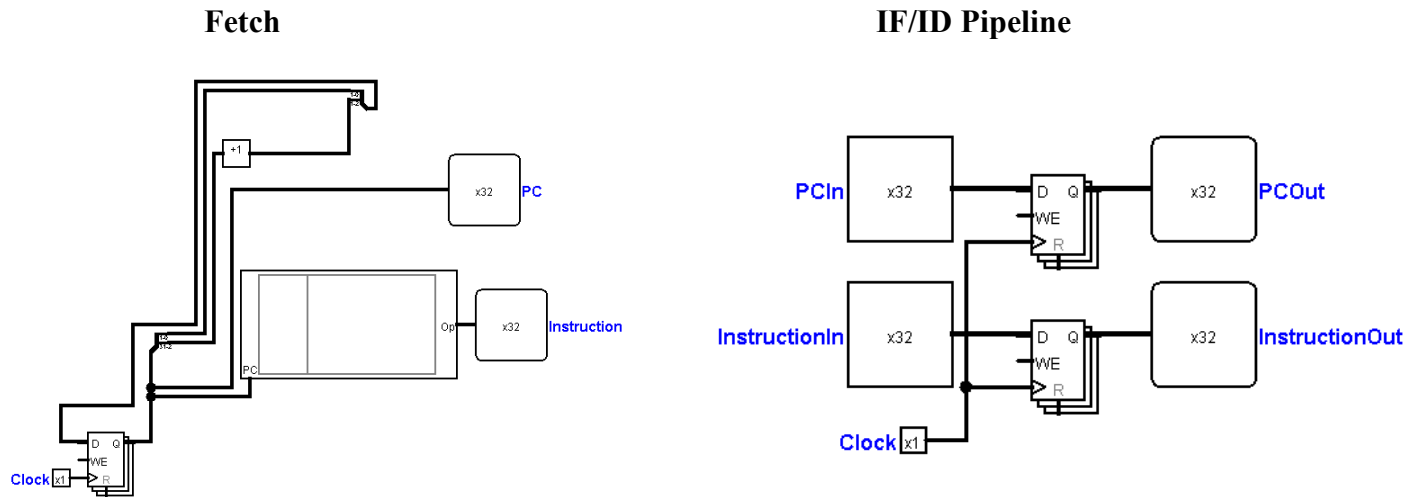 Fetch
IF/ID Pipeline
+1
x32
PC
Op
x32
Instruction
PC
D
Q
WE
R
Clock
x1
PCIn
x32
D
Q
WE
R
x32
PCOut
InstructionIn
x32
D
Q
WE
R
x32
InstructionOut
Clock
x1